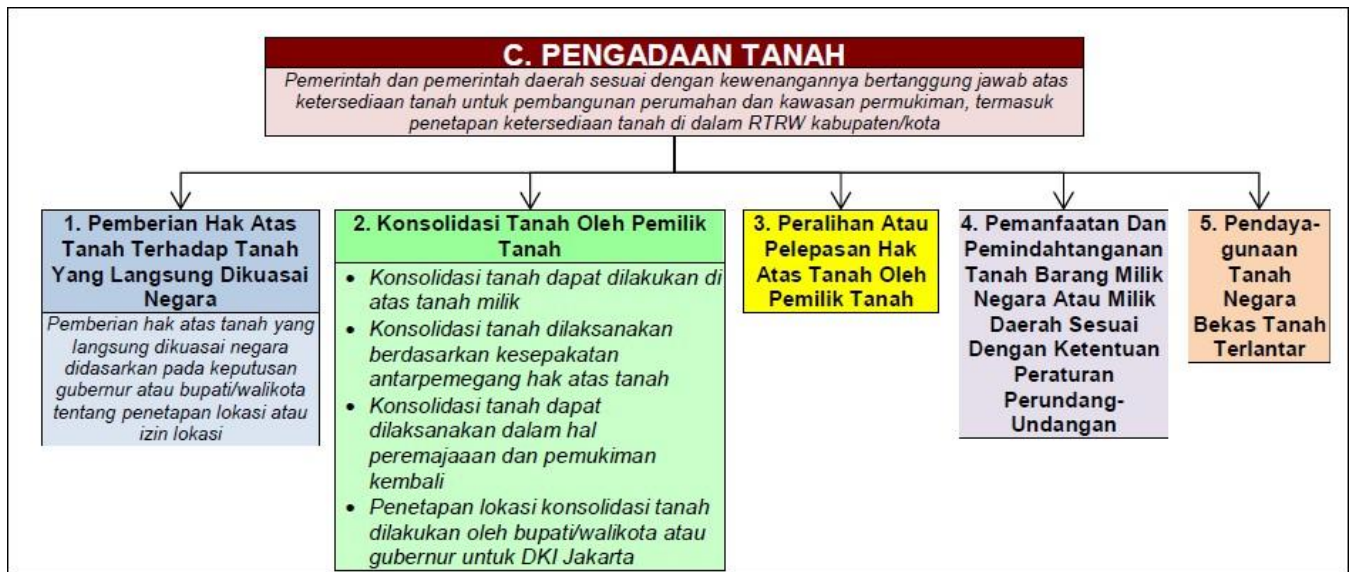 C. PENGADAAN TANAH
Pemerintah dan pemerintah daerah sesuai dengan kewenangannya bertanggung jawab atas
ketersediaan tanah untuk pembangunan perumahan dan kawasan permukiman, termasuk
penetapan ketersediaan tanah di dalam RTRW kabupaten/kota
1. Pemberian Hak Atas
Tanah Terhadap Tanah
Yang Langsung Dikuasai
Negara
Pemberian hak atas tanah yang
langsung dikuasai negara
didasarkan pada keputusan
gubernur atau bupati/walikota
tentang penetapan lokasi atau
izin lokasi
2. Konsolidasi Tanah Oleh Pemilik
Tanah
• Konsolidasi tanah dapat dilakukan di
atas tanah milik
• Konsolidasi tanah dilaksanakan
berdasarkan kesepakatan
antarpemegang hak atas tanah
• Konsolidasi tanah dapat
dilaksanakan dalam hal
peremajaaan dan pemukiman
kembali
• Penetapan lokasi konsolidasi tanah
dilakukan oleh bupati/walikota atau
gubernur untuk DKI Jakarta
3. Peralihan Atau
Pelepasan Hak
Atas Tanah Oleh
Pemilik Tanah
4. Pemanfaatan Dan
Pemindahtanganan
Tanah Barang Milik
Negara Atau Milik
Daerah Sesuai
Dengan Ketentuan
Peraturan
Perundang-
Undangan
5. Pendaya-
gunaan
Tanah
Negara
Bekas Tanah
Terlantar